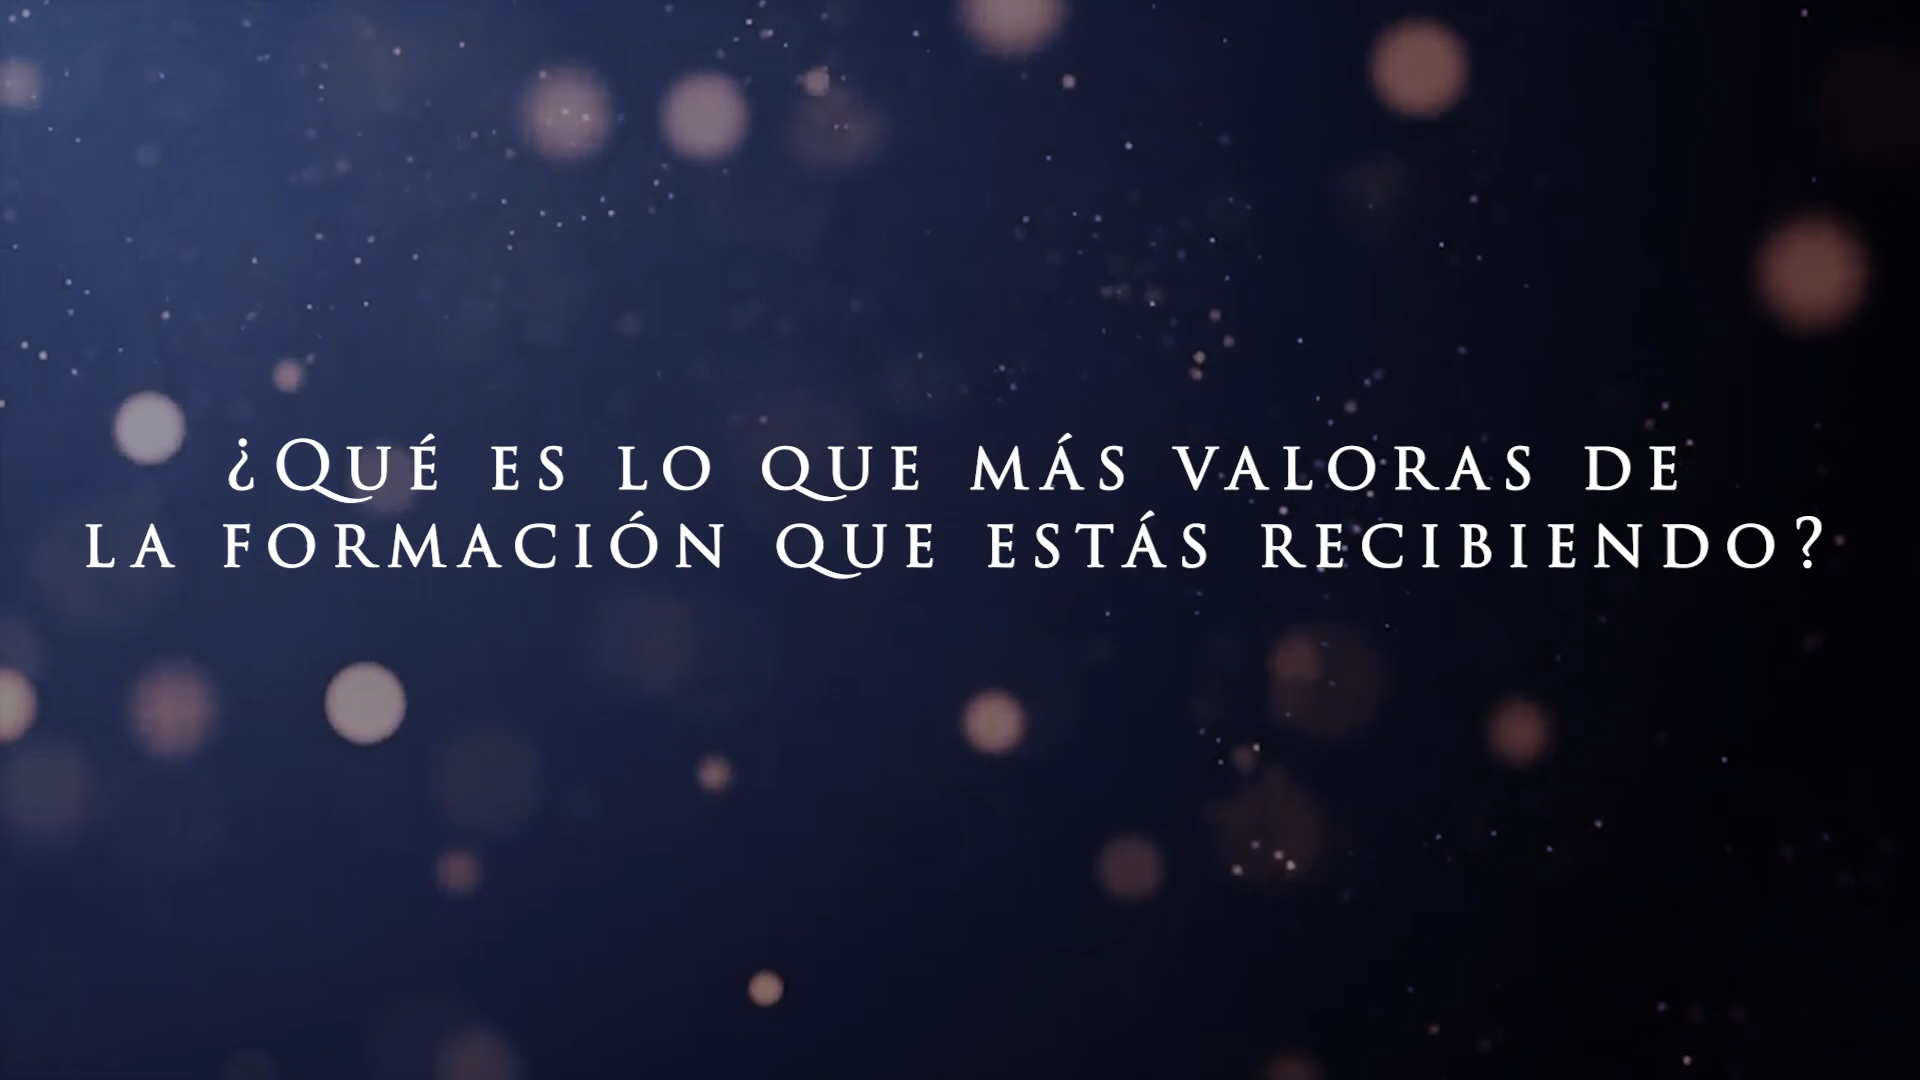 ¿Qué es lo que más valoras de
la formación que estás recibiendo?